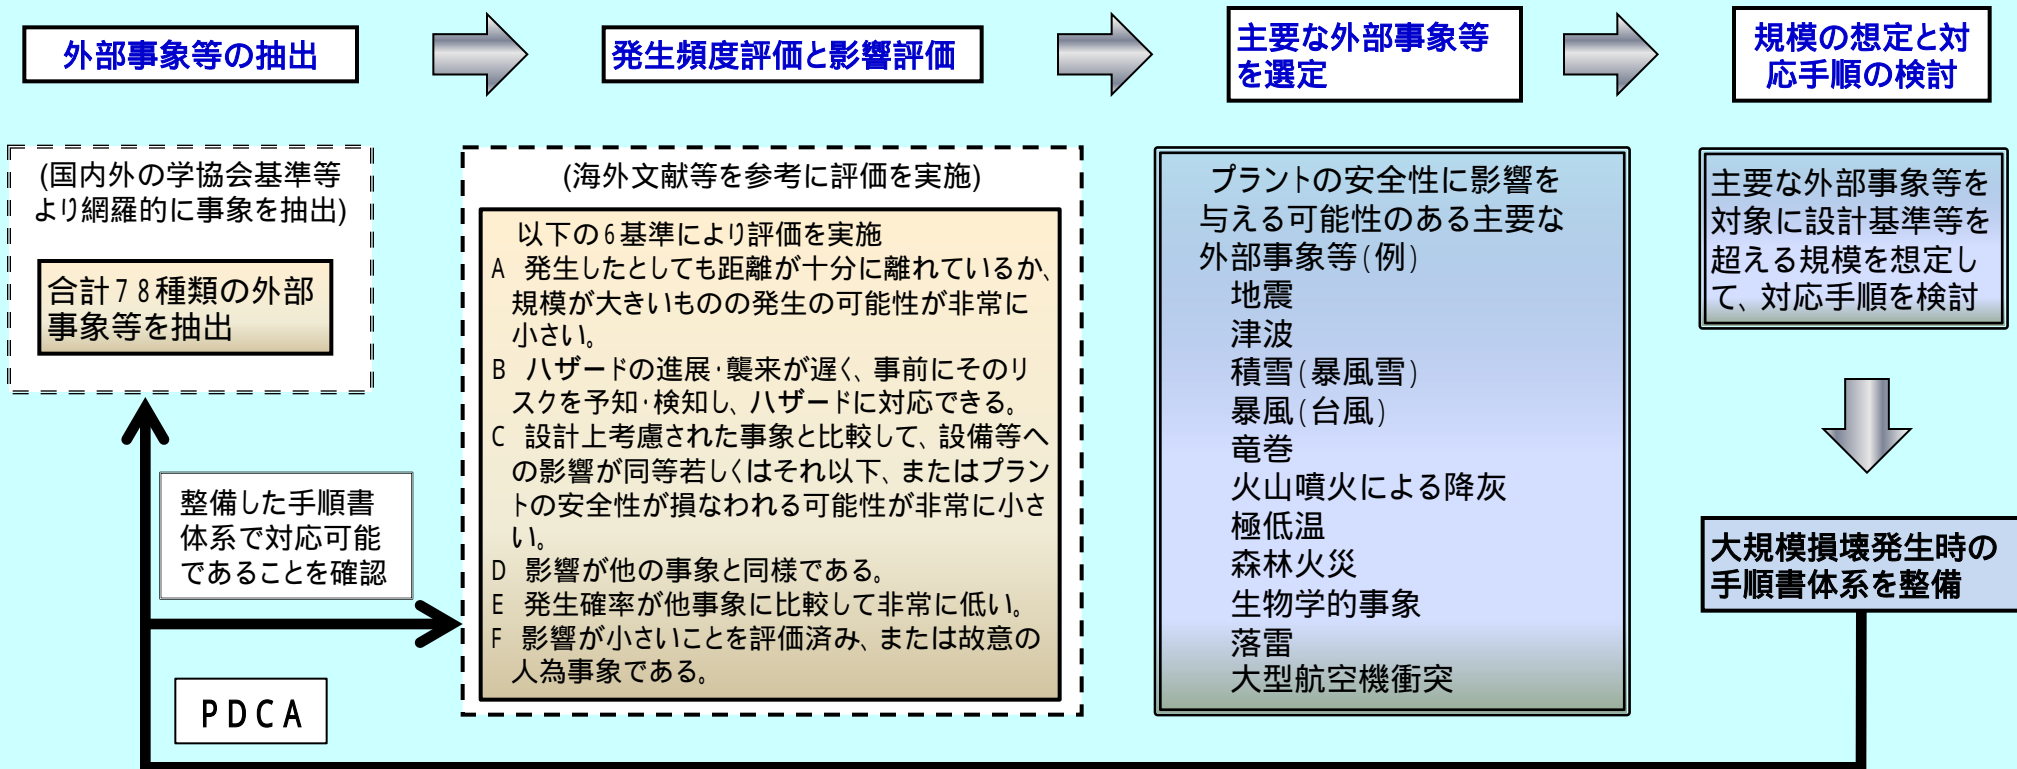 外部事象等の抽出
発生頻度評価と影響評価
主要な外部事象等
を選定
規模の想定と対
応手順の検討
(国内外の学協会基準等
より網羅的に事象を抽出)
合計78種類の外部
事象等を抽出
(海外文献等を参考に評価を実施)
以下の6基準により評価を実施
A 発生したとしても距離が十分に離れているか、
規模が大きいものの発生の可能性が非常に
小さい。
B ハザードの進展・襲来が遅く、事前にそのリ
スクを予知・検知し、ハザードに対応できる。
C 設計上考慮された事象と比較して、設備等へ
の影響が同等若しくはそれ以下、またはプラン
トの安全性が損なわれる可能性が非常に小さ
い。
D 影響が他の事象と同様である。
E 発生確率が他事象に比較して非常に低い。
F 影響が小さいことを評価済み、または故意の
人為事象である。
プラントの安全性に影響を
与える可能性のある主要な
外部事象等(例)
地震
津波
積雪(暴風雪)
暴風(台風)
竜巻
火山噴火による降灰
極低温
森林火災
生物学的事象
落雷
大型航空機衝突
主要な外部事象等を
対象に設計基準等を
超える規模を想定し
て、対応手順を検討
大規模損壊発生時の
手順書体系を整備
整備した手順書
体系で対応可能
であることを確認
PDCA